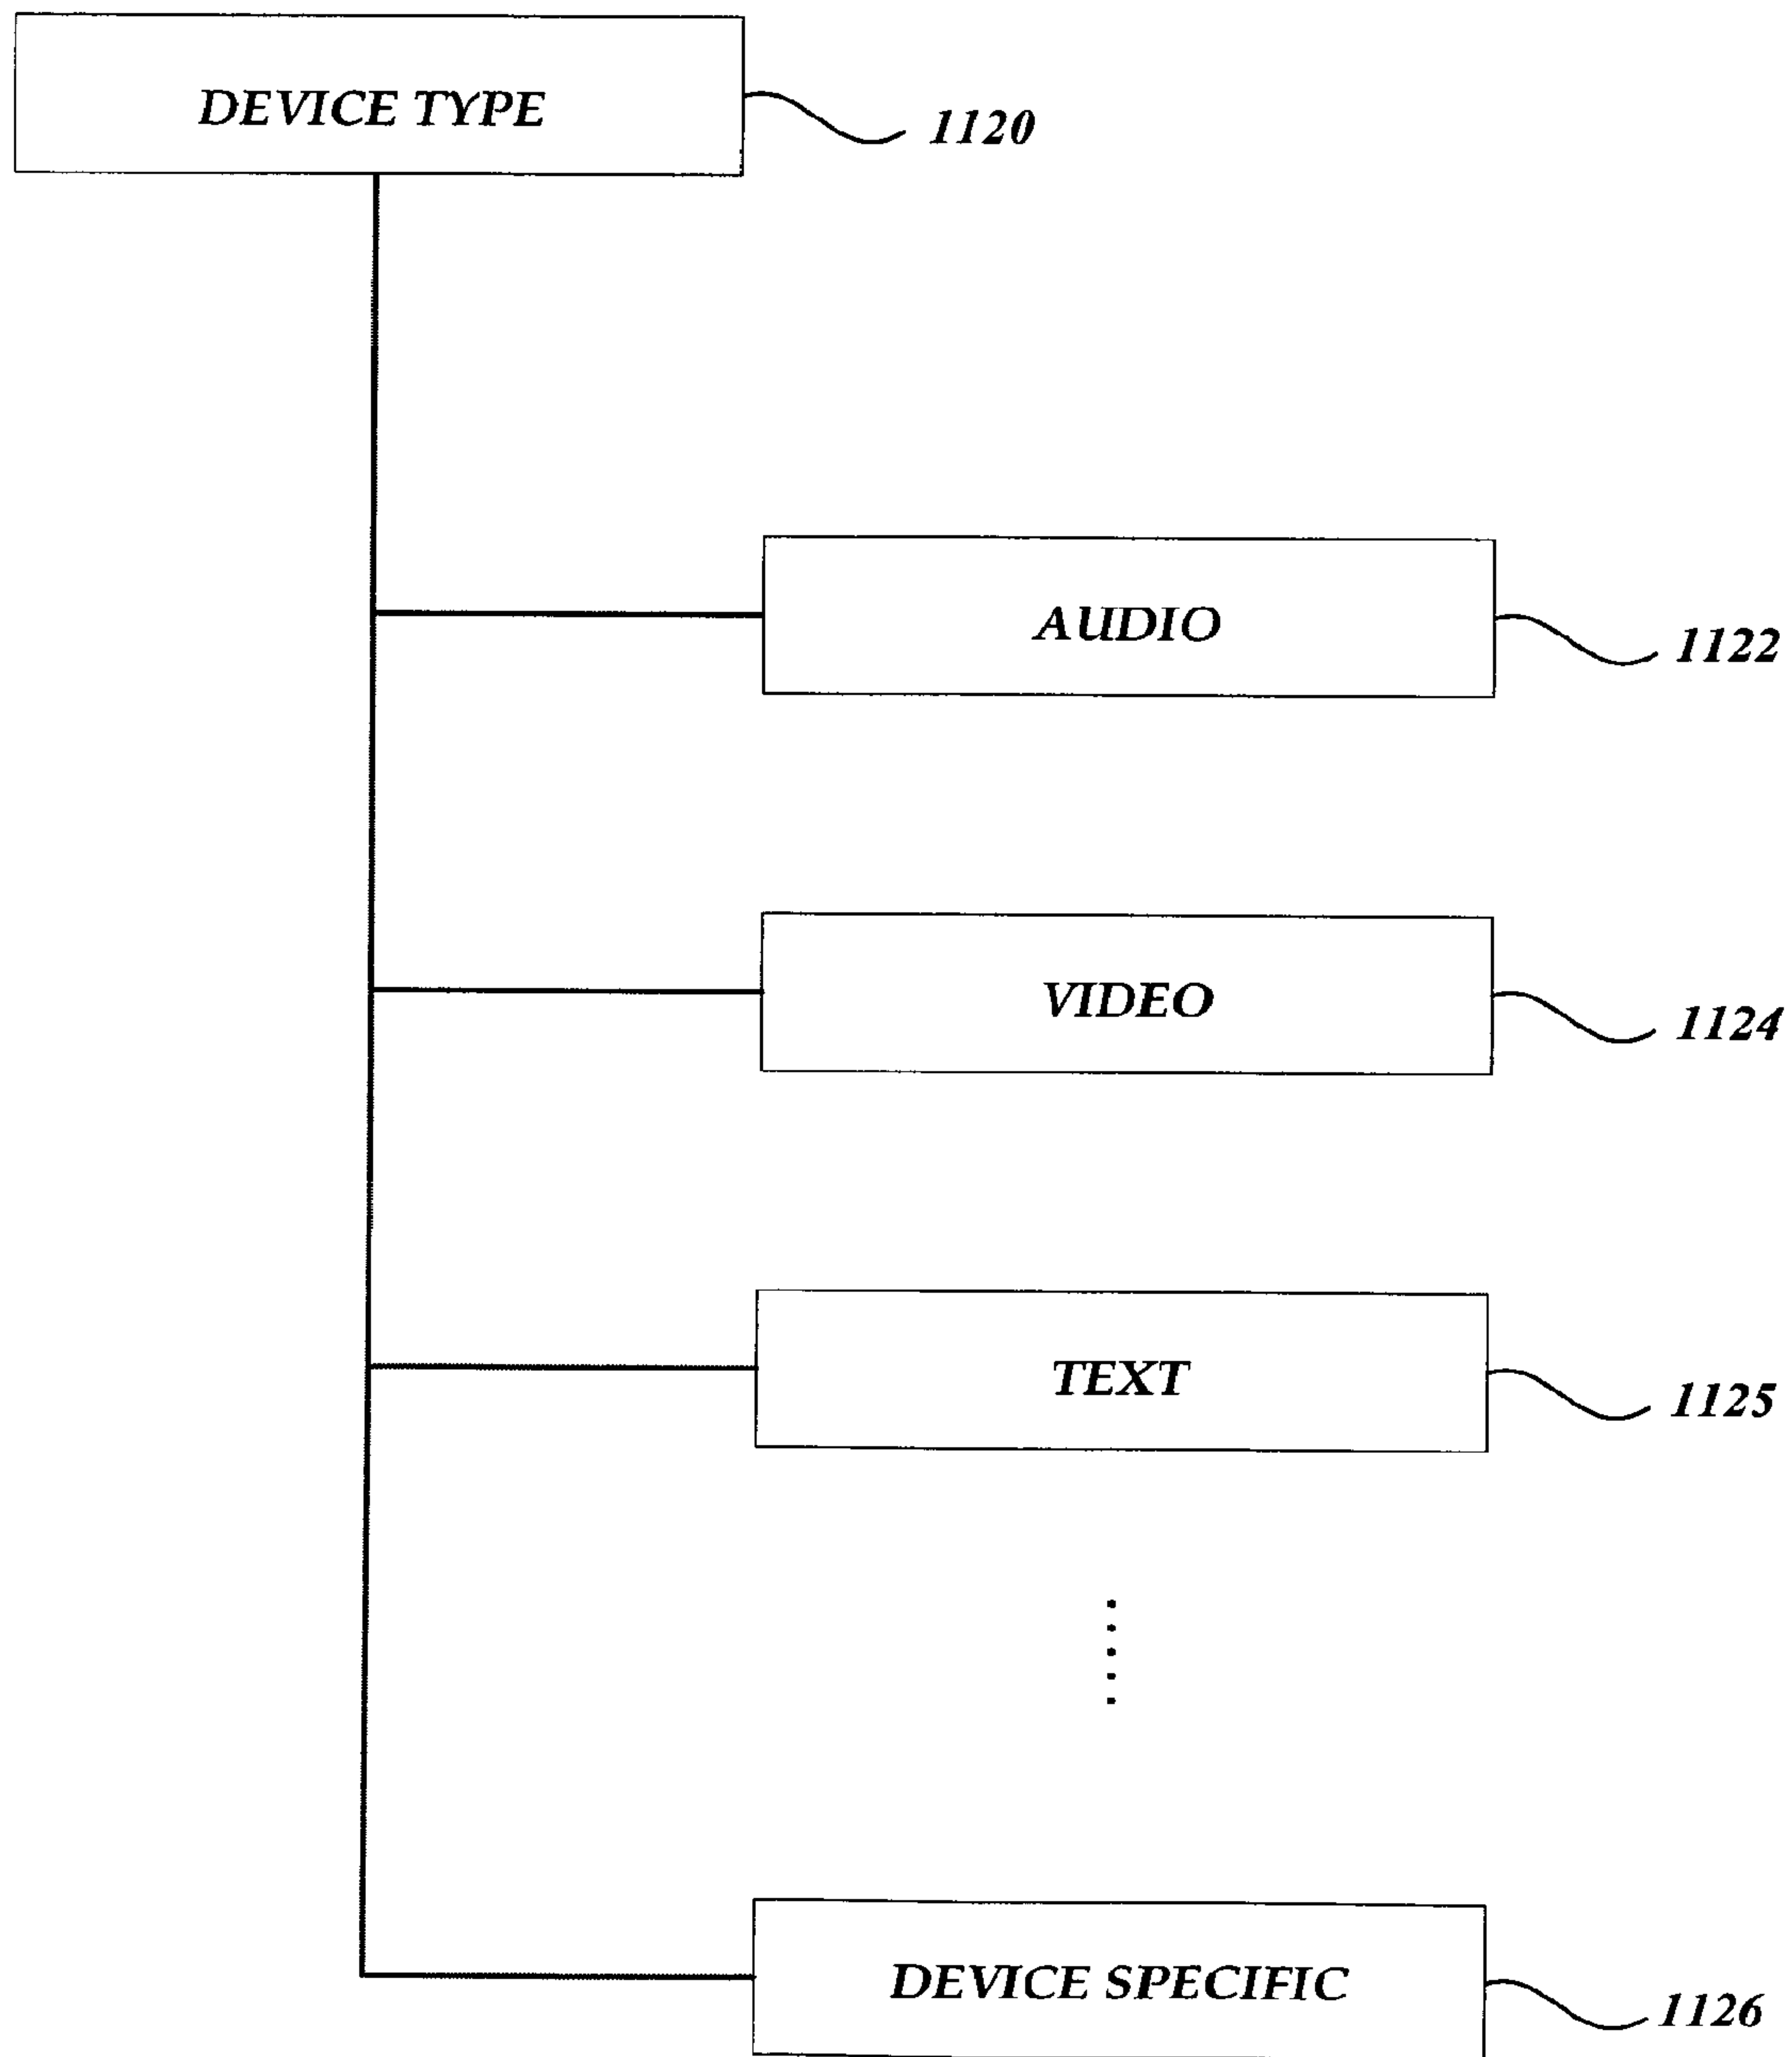 DEVICE TYPE
1120
AUDIO
1122
VIDEO
1124
TEXT
1125
DEVICE SPECIFIC
1126